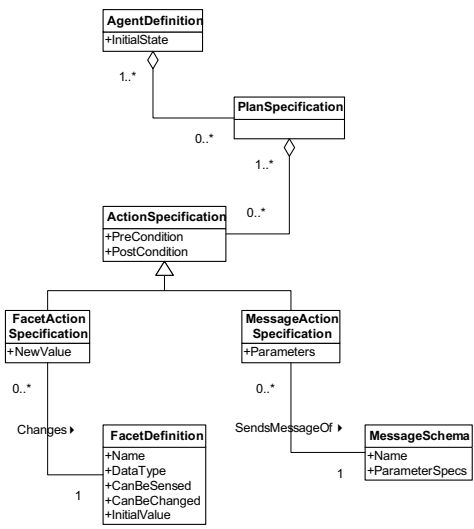 AgentDefinition
+InitialState
1..*
PlanSpecification
0..*
1..*
0..*
ActionSpecification
+PreCondition
+PostCondition
FacetAction
Specification
+NewValue
MessageAction
Specification
+Parameters
0..*
0..*
Changes
SendsMessageOf
FacetDefinition
+Name
+DataType
+CanBeSensed
+CanBeChanged
+InitialValue
MessageSchema
+Name
+ParameterSpecs
1
1